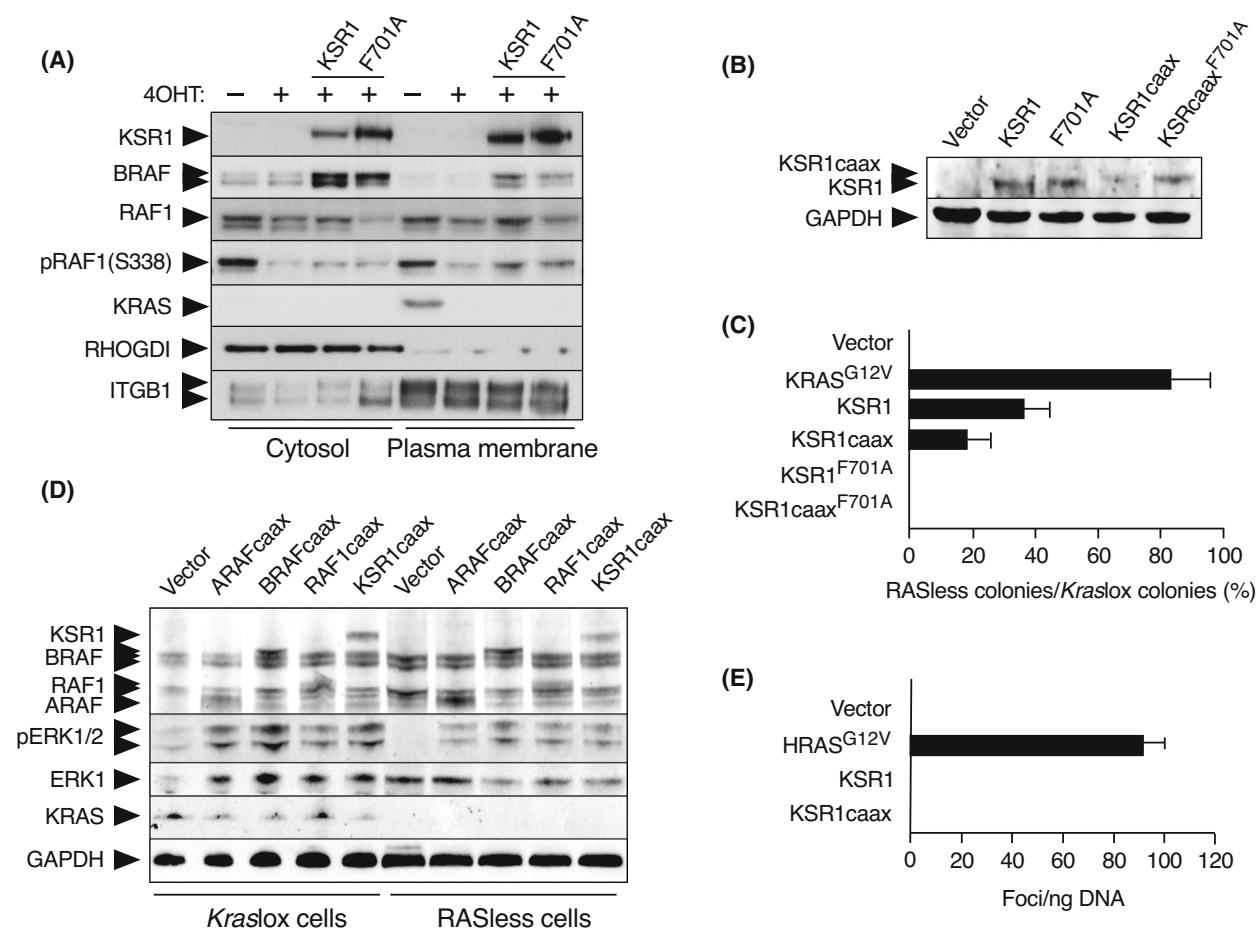 (A)
KSR1 F701A KSR1 F701A
4OHT: – + + + – + + +
KSR1
BRAF
RAF1
pRAF1(S338)
KRAS
RHOGDI
ITGB1
Cytosol Plasma membrane
(B)
Vector KSR1 F701A KSR1caax KSRcaaxF701A
KSR1caax
KSR1
GAPDH
(C)
Vector
KRASG12V
KSR1
KSR1caax
KSR1F701A
KSR1caaxF701A
0 20 40 60 80 100
RASless colonies/Kraslox colonies (%)
(D)
Vector ARAFcaax BRAFcaax RAF1caax KSR1caax Vector ARAFcaax BRAFcaax RAF1caax KSR1caax
KSR1
BRAF
RAF1
ARAF
pERK1/2
ERK1
KRAS
GAPDH
Kraslox cells RASless cells
(E)
Vector
HRASG12V
KSR1
KSR1caax
0 20 40 60 80 100 120
Foci/ng DNA